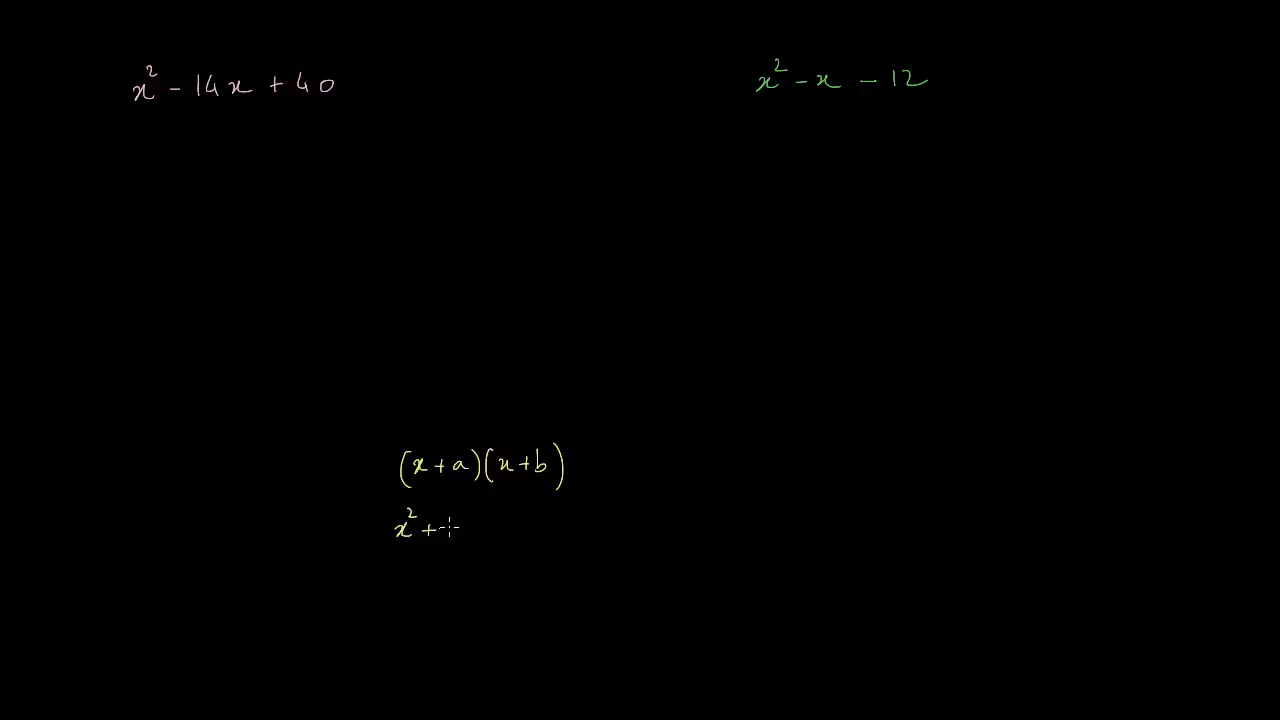 x² - 14x + 40
x² - x - 12
(x + a)(x + b)
x² +